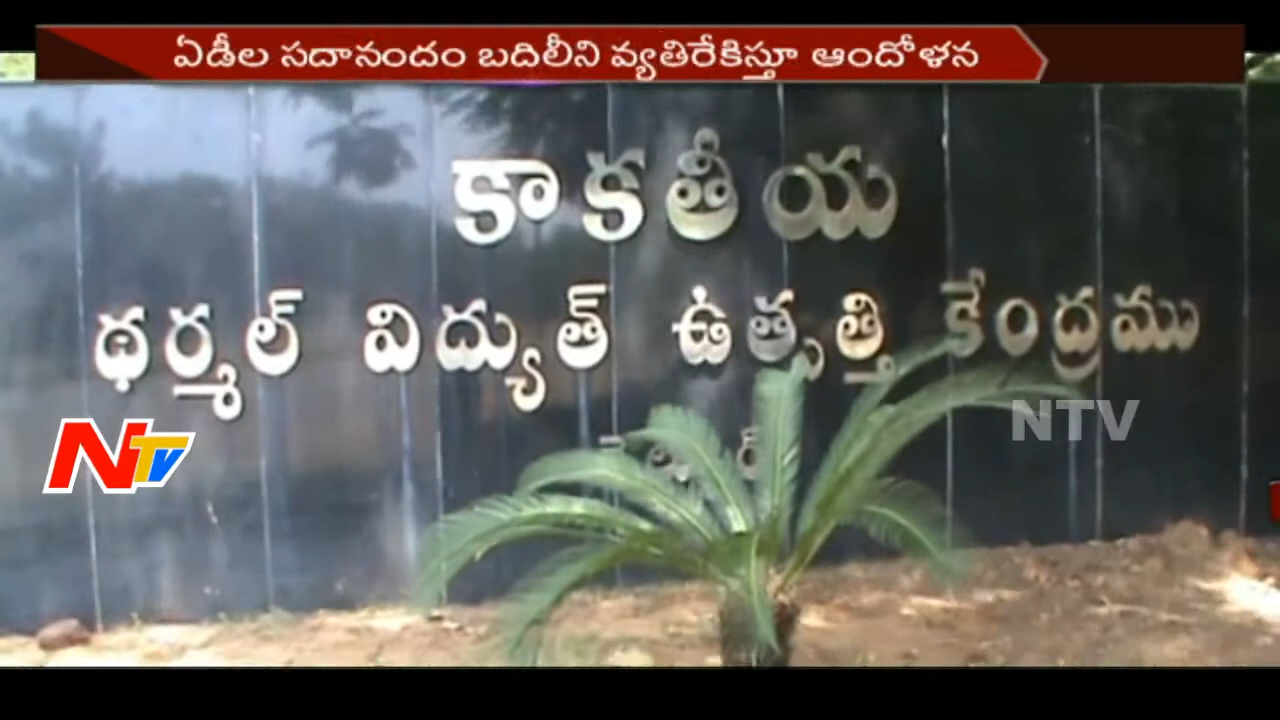 ఏడీల సదానందం బదిలీని వ్యతిరేకిస్తూ ఆందోళన
కాకతీయ
థర్మల్ విద్యుత్ ఉత్పత్తి కేంద్రము
NTV
NTV